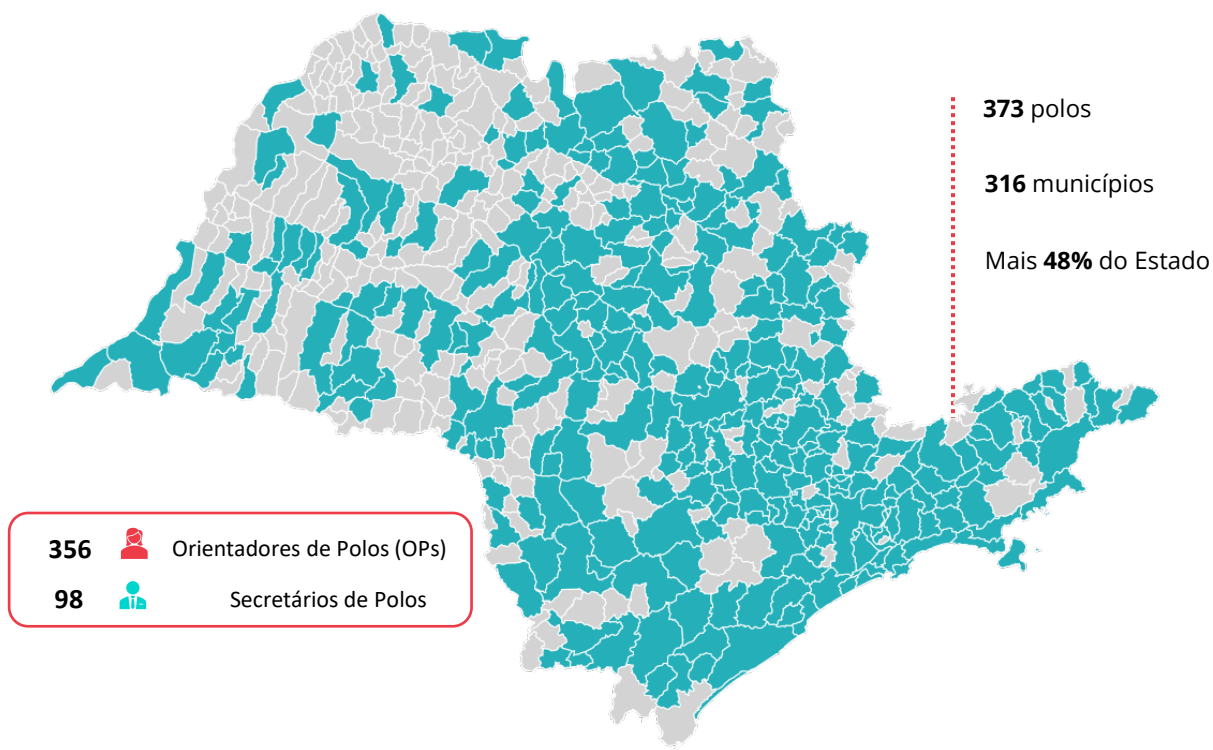 373 polos
316 municípios
Mais 48% do Estado
356 Orientadores de Polos (OPs)
98 Secretários de Polos